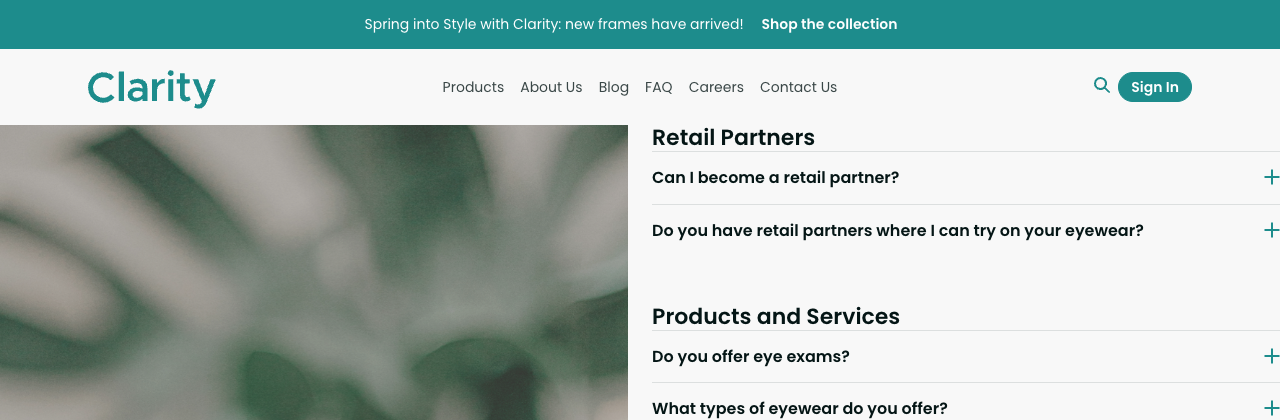 Spring into Style with Clarity: new frames have arrived! Shop the collection
Clarity
Products About Us Blog FAQ Careers Contact Us
Sign In
Retail Partners
Can I become a retail partner?
Do you have retail partners where I can try on your eyewear?
Products and Services
Do you offer eye exams?
What types of eyewear do you offer?